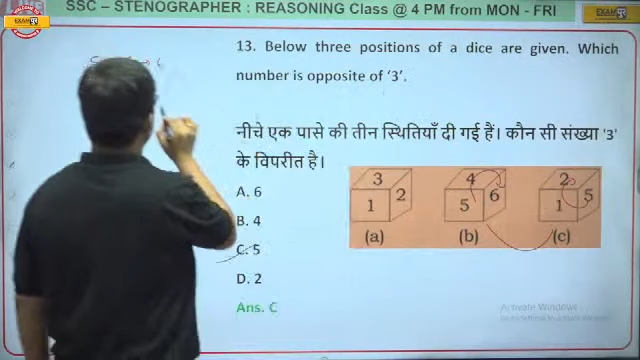 SSC – STENOGRAPHER : REASONING Class @ 4 PM from MON - FRI
13. Below three positions of a dice are given. Which
number is opposite of ‘3’.
नीचे एक पासे की तीन स्थितियाँ दी गई हैं। कौन सी संख्या '3'
के विपरीत है।
A. 6
B. 4
C. 5
D. 2
Ans. C
3
1
2
(a)
4
5
6
(b)
2
1
5
(c)
Activate Windows
EXAM
EXAM